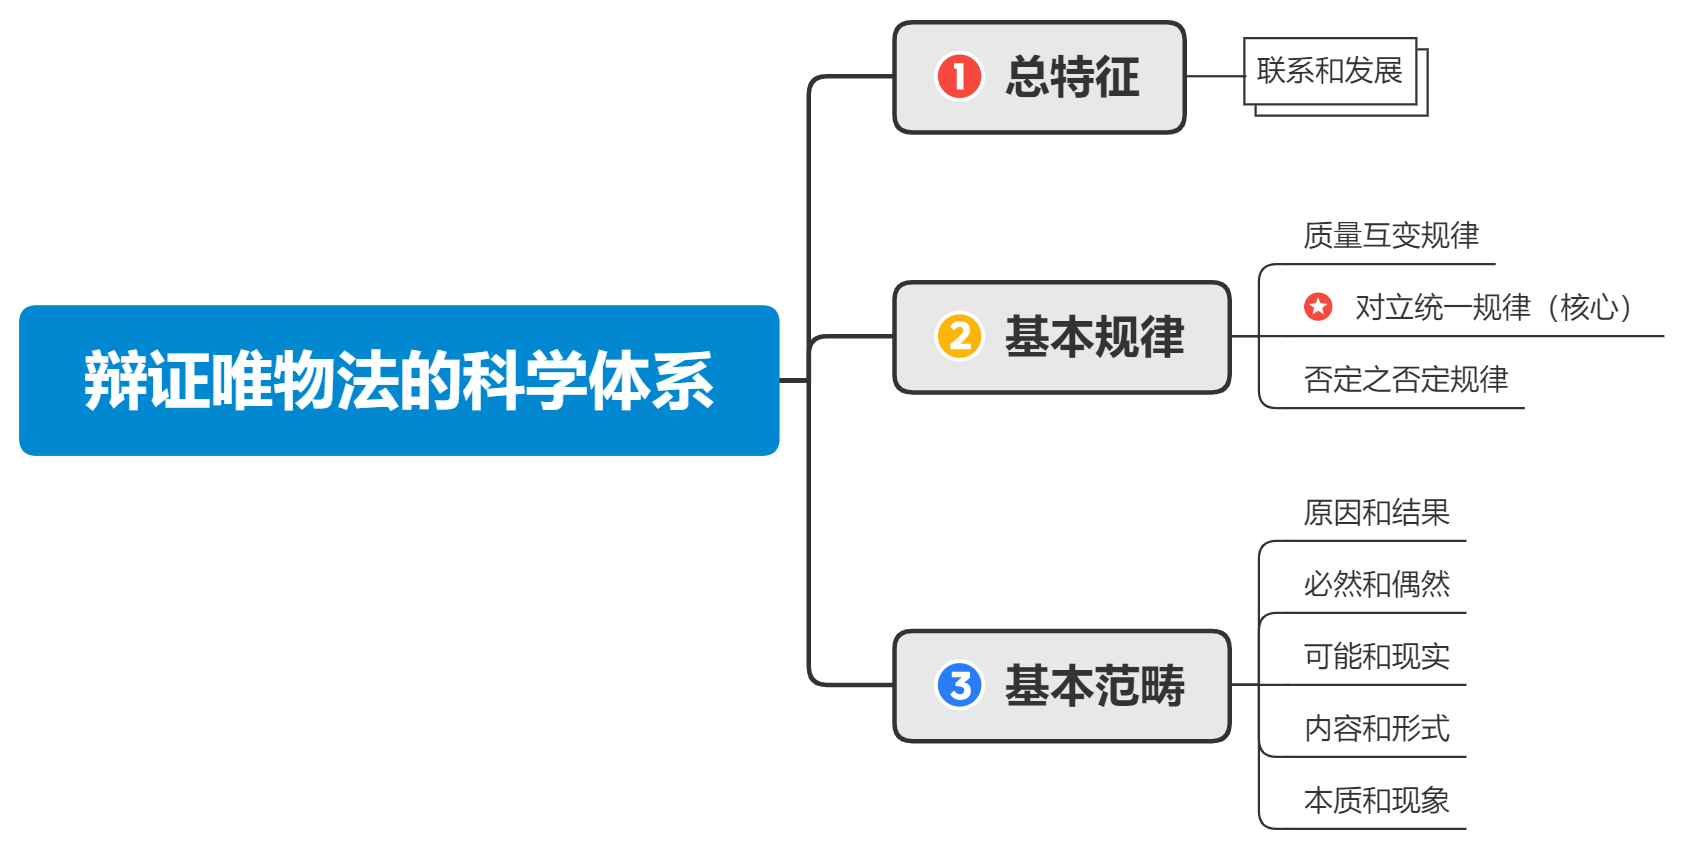 辩证唯物法的科学体系
1 总特征
联系和发展
2 基本规律
质量互变规律
对立统一规律（核心）
否定之否定规律
3 基本范畴
原因和结果
必然和偶然
可能和现实
内容和形式
本质和现象